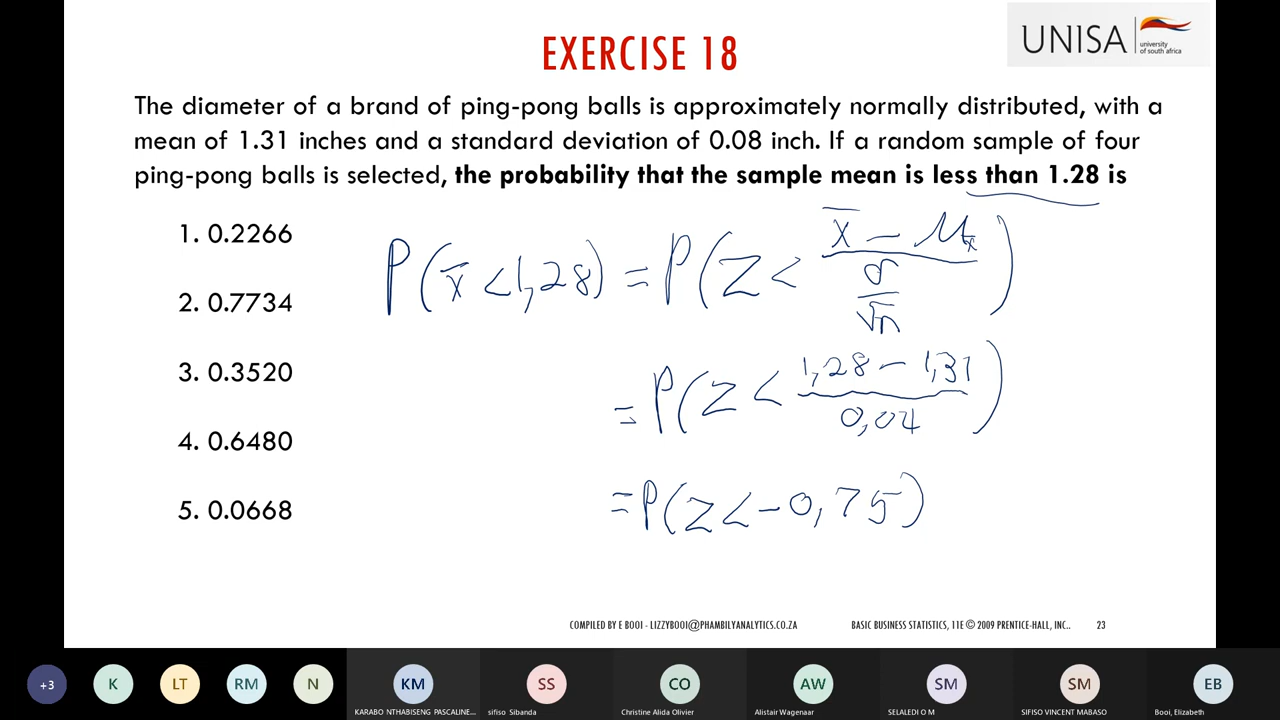 UNISA
university
of south africa
EXERCISE 18
The diameter of a brand of ping-pong balls is approximately normally distributed, with a
mean of 1.31 inches and a standard deviation of 0.08 inch. If a random sample of four
ping-pong balls is selected, the probability that the sample mean is less than 1.28 is
1. 0.2266
2. 0.7734
3. 0.3520
4. 0.6480
5. 0.0668
P(x̄ < 1,28) = P(Z < (x̄ − μx̄) / (σ/√n))
= P(Z < (1,28 − 1,31) / 0,04)
= P(Z < −0,75)
COMPILED BY E BOOI - LIZZYBOOI@PHAMBILYANALYTICS.CO.ZA
BASIC BUSINESS STATISTICS, 11E © 2009 PRENTICE-HALL, INC..
23
+3
K
LT
RM
N
KM
SS
CO
AW
SM
SM
EB
KARABO NTHABISENG PASCALINE...
sifiso Sibanda
Christine Alida Olivier
Alistair Wagenaar
SELALEDI O M
SIFISO VINCENT MABASO
Booi, Elizabeth